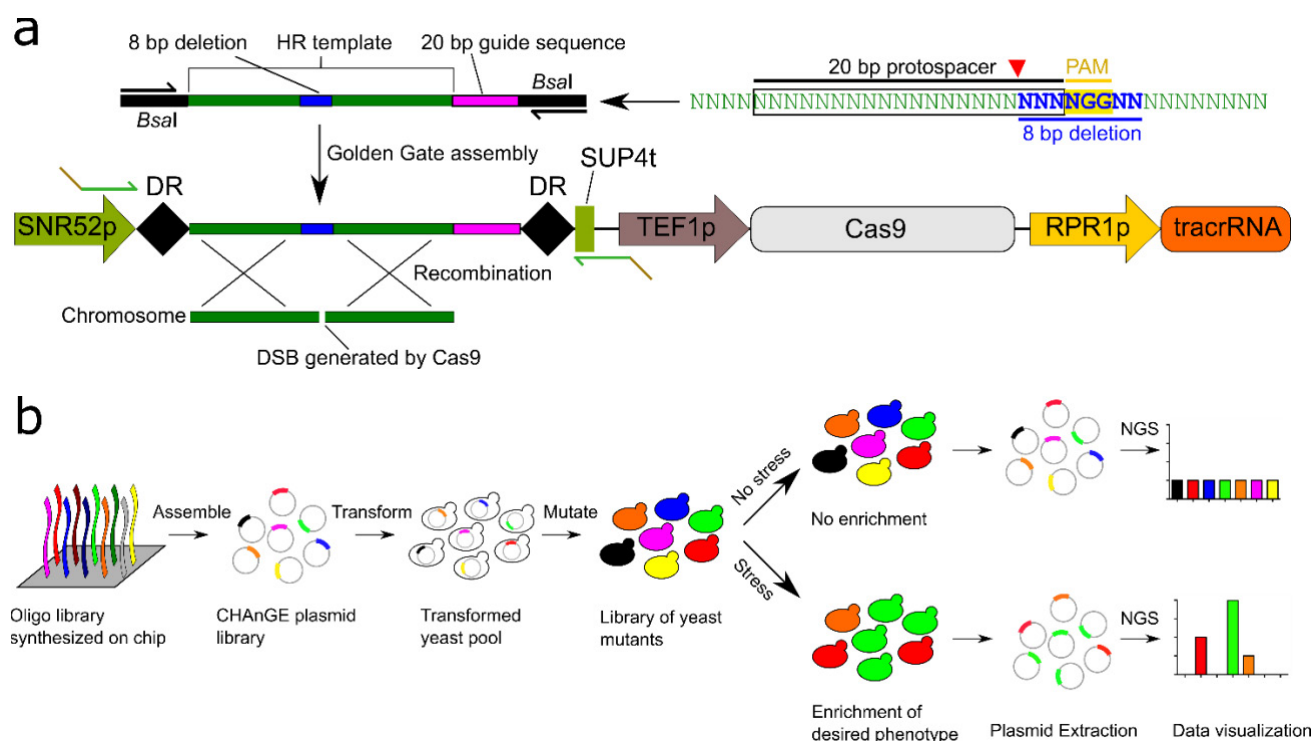 a
8 bp deletion
HR template
20 bp guide sequence
BsaI
BsaI
20 bp protospacer
PAM
NNNNNNNNNNNNNNNNNNNNNNNNNNNGGNNNNNNNNNN
8 bp deletion
Golden Gate assembly
SUP4t
DR
DR
SNR52p
TEF1p
Cas9
RPR1p
tracrRNA
Recombination
Chromosome
DSB generated by Cas9
b
Assemble
Transform
Mutate
No stress
Stress
NGS
No enrichment
Oligo library
synthesized on chip
CHAnGE plasmid
library
Transformed
yeast pool
Library of yeast
mutants
NGS
Enrichment of
desired phenotype
Plasmid Extraction
Data visualization